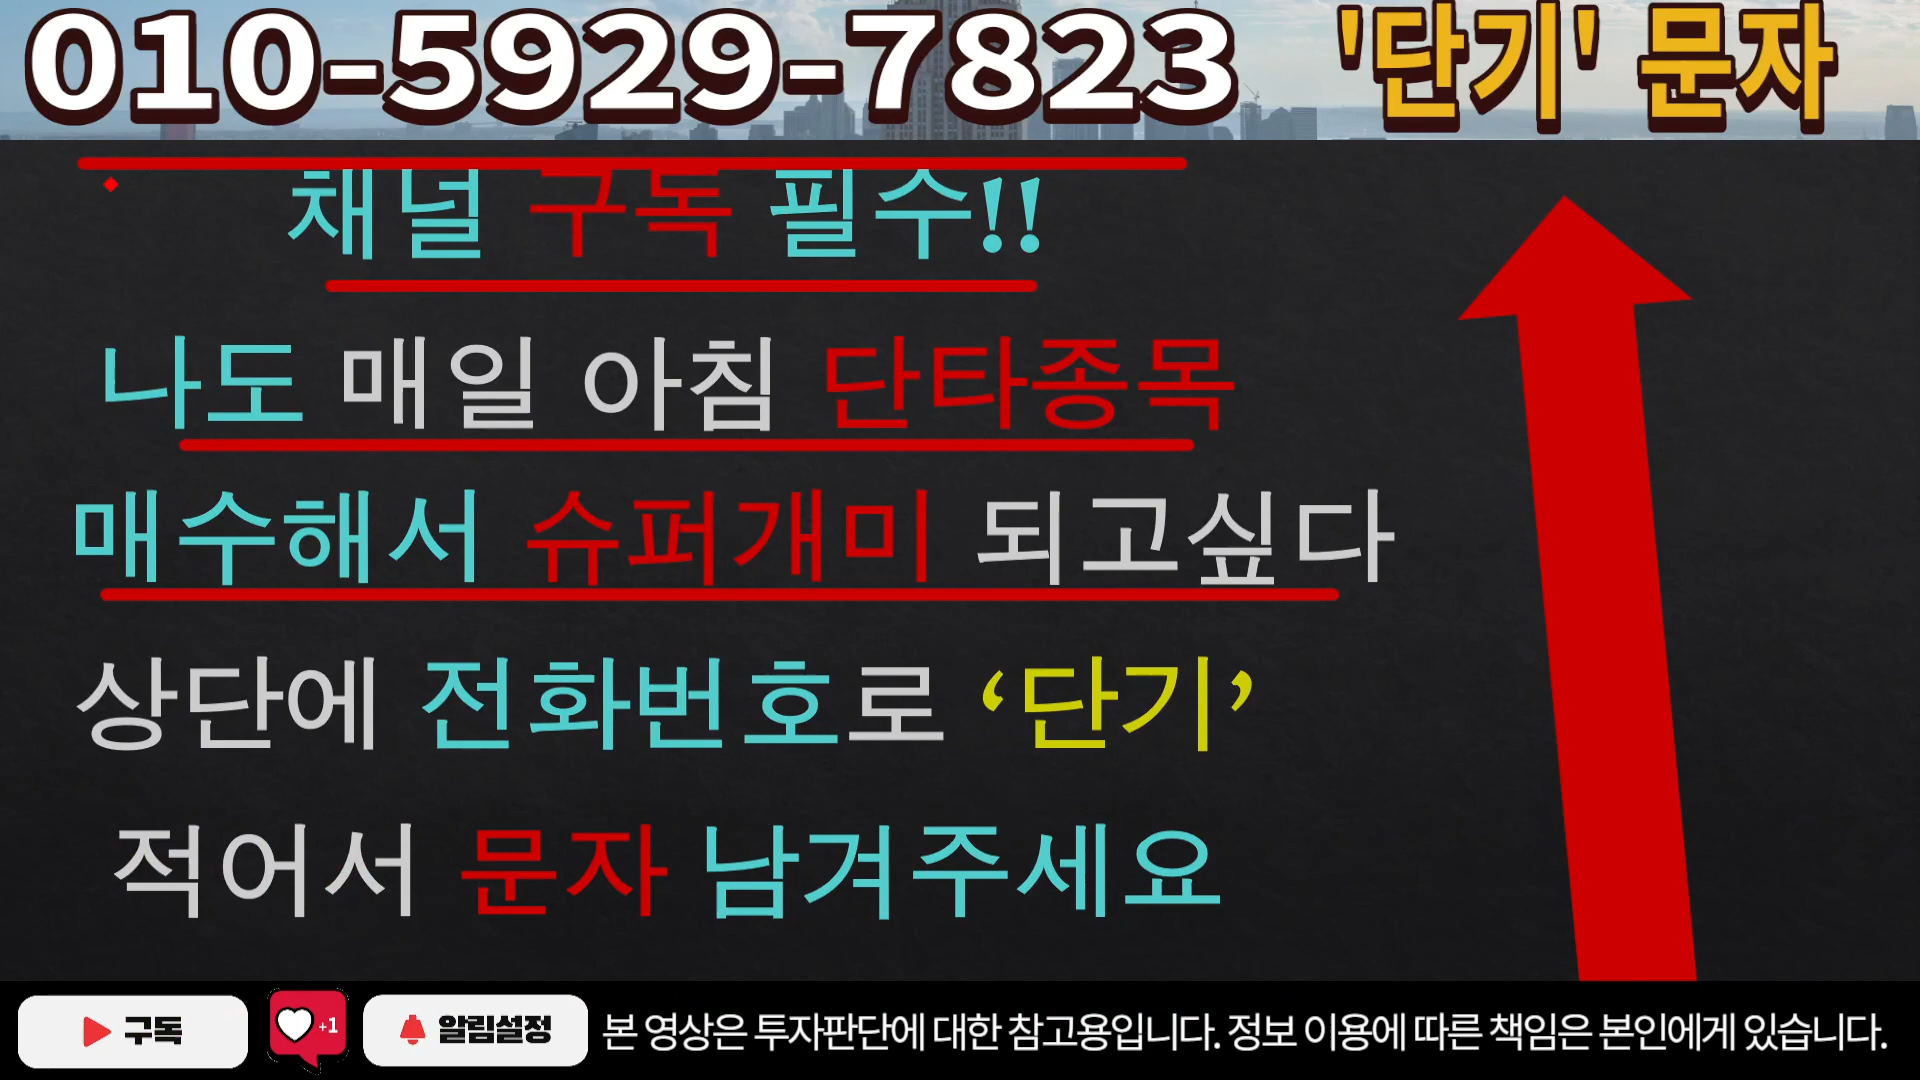 010-5929-7823 '단기' 문자
채널 구독 필수!!
나도 매일 아침 단타종목
매수해서 슈퍼개미 되고싶다
상단에 전화번호로 ‘단기’
적어서 문자 남겨주세요
구독 +1 알림설정 본 영상은 투자판단에 대한 참고용입니다. 정보 이용에 따른 책임은 본인에게 있습니다.